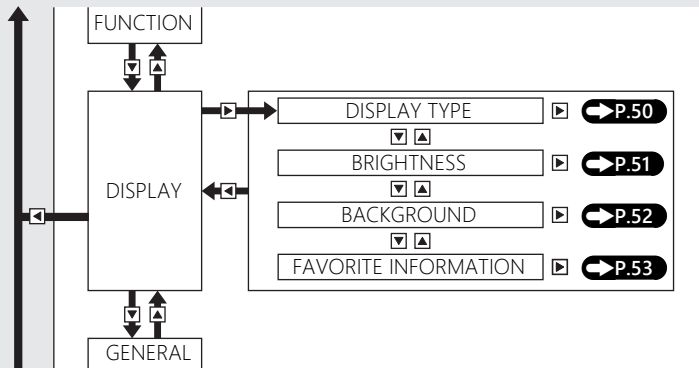 FUNCTION
DISPLAY TYPE P.50
BRIGHTNESS P.51
DISPLAY
BACKGROUND P.52
FAVORITE INFORMATION P.53
GENERAL